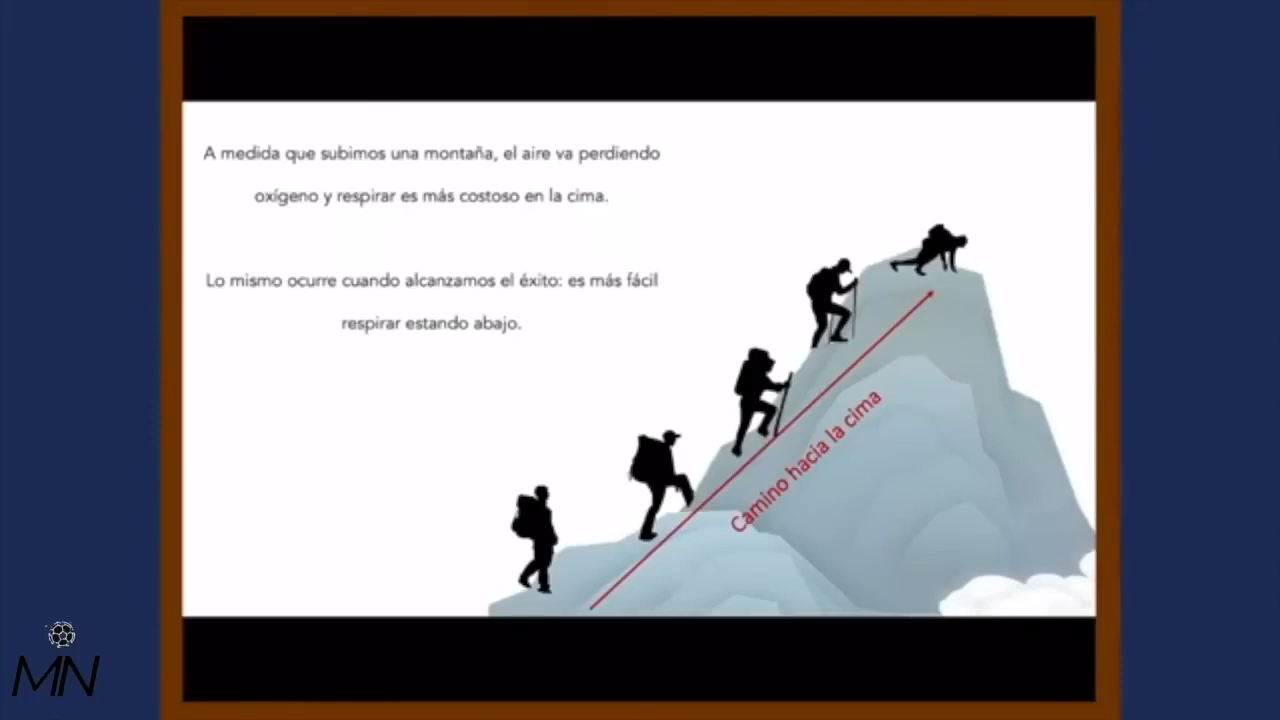 A medida que subimos una montaña, el aire va perdiendo
oxígeno y respirar es más costoso en la cima.
Lo mismo ocurre cuando alcanzamos el éxito: es más fácil
respirar estando abajo.
Camino hacia la cima
MN